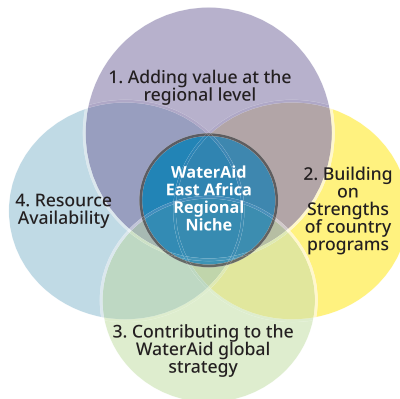 1. Adding value at the
regional level
WaterAid
East Africa
Regional
Niche
2. Building
on
Strengths
of country
programs
4. Resource
Availability
3. Contributing to the
WaterAid global
strategy